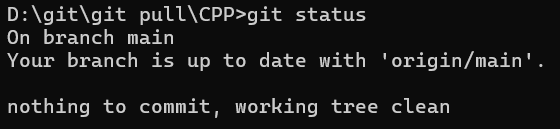 D:\git\git pull\CPP>git status
On branch main
Your branch is up to date with 'origin/main'.
nothing to commit, working tree clean